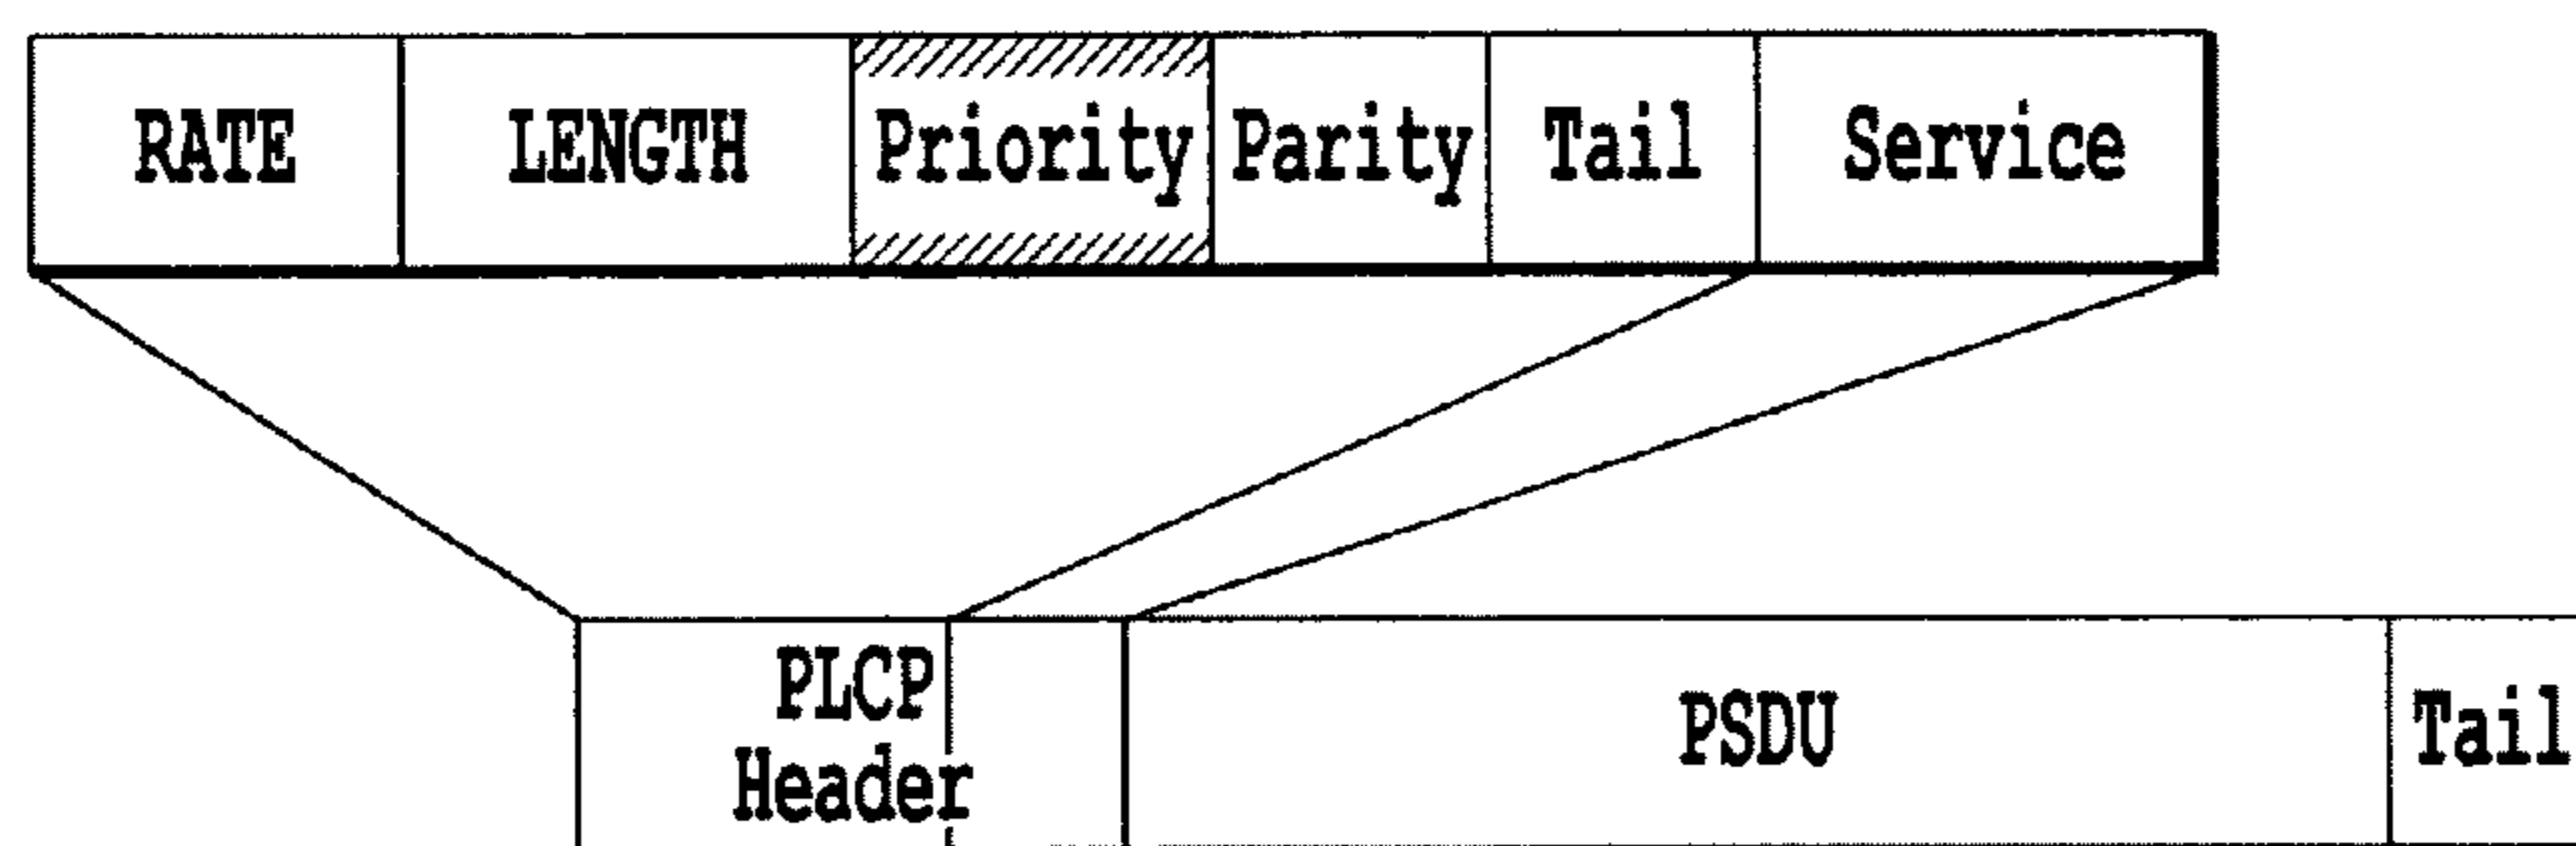 RATE LENGTH Priority Parity Tail Service
PLCP
Header
PSDU
Tail